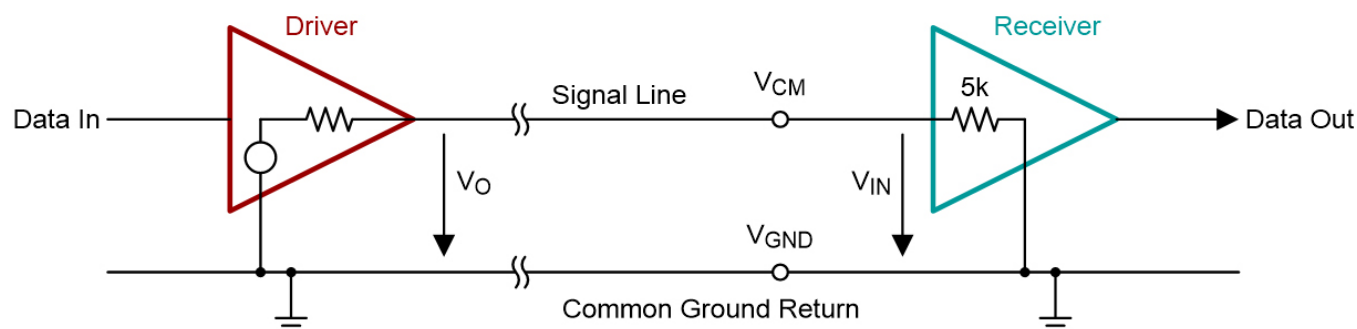 Driver
Receiver
Data In
Signal Line
VCM
5k
Data Out
VO
VIN
VGND
Common Ground Return